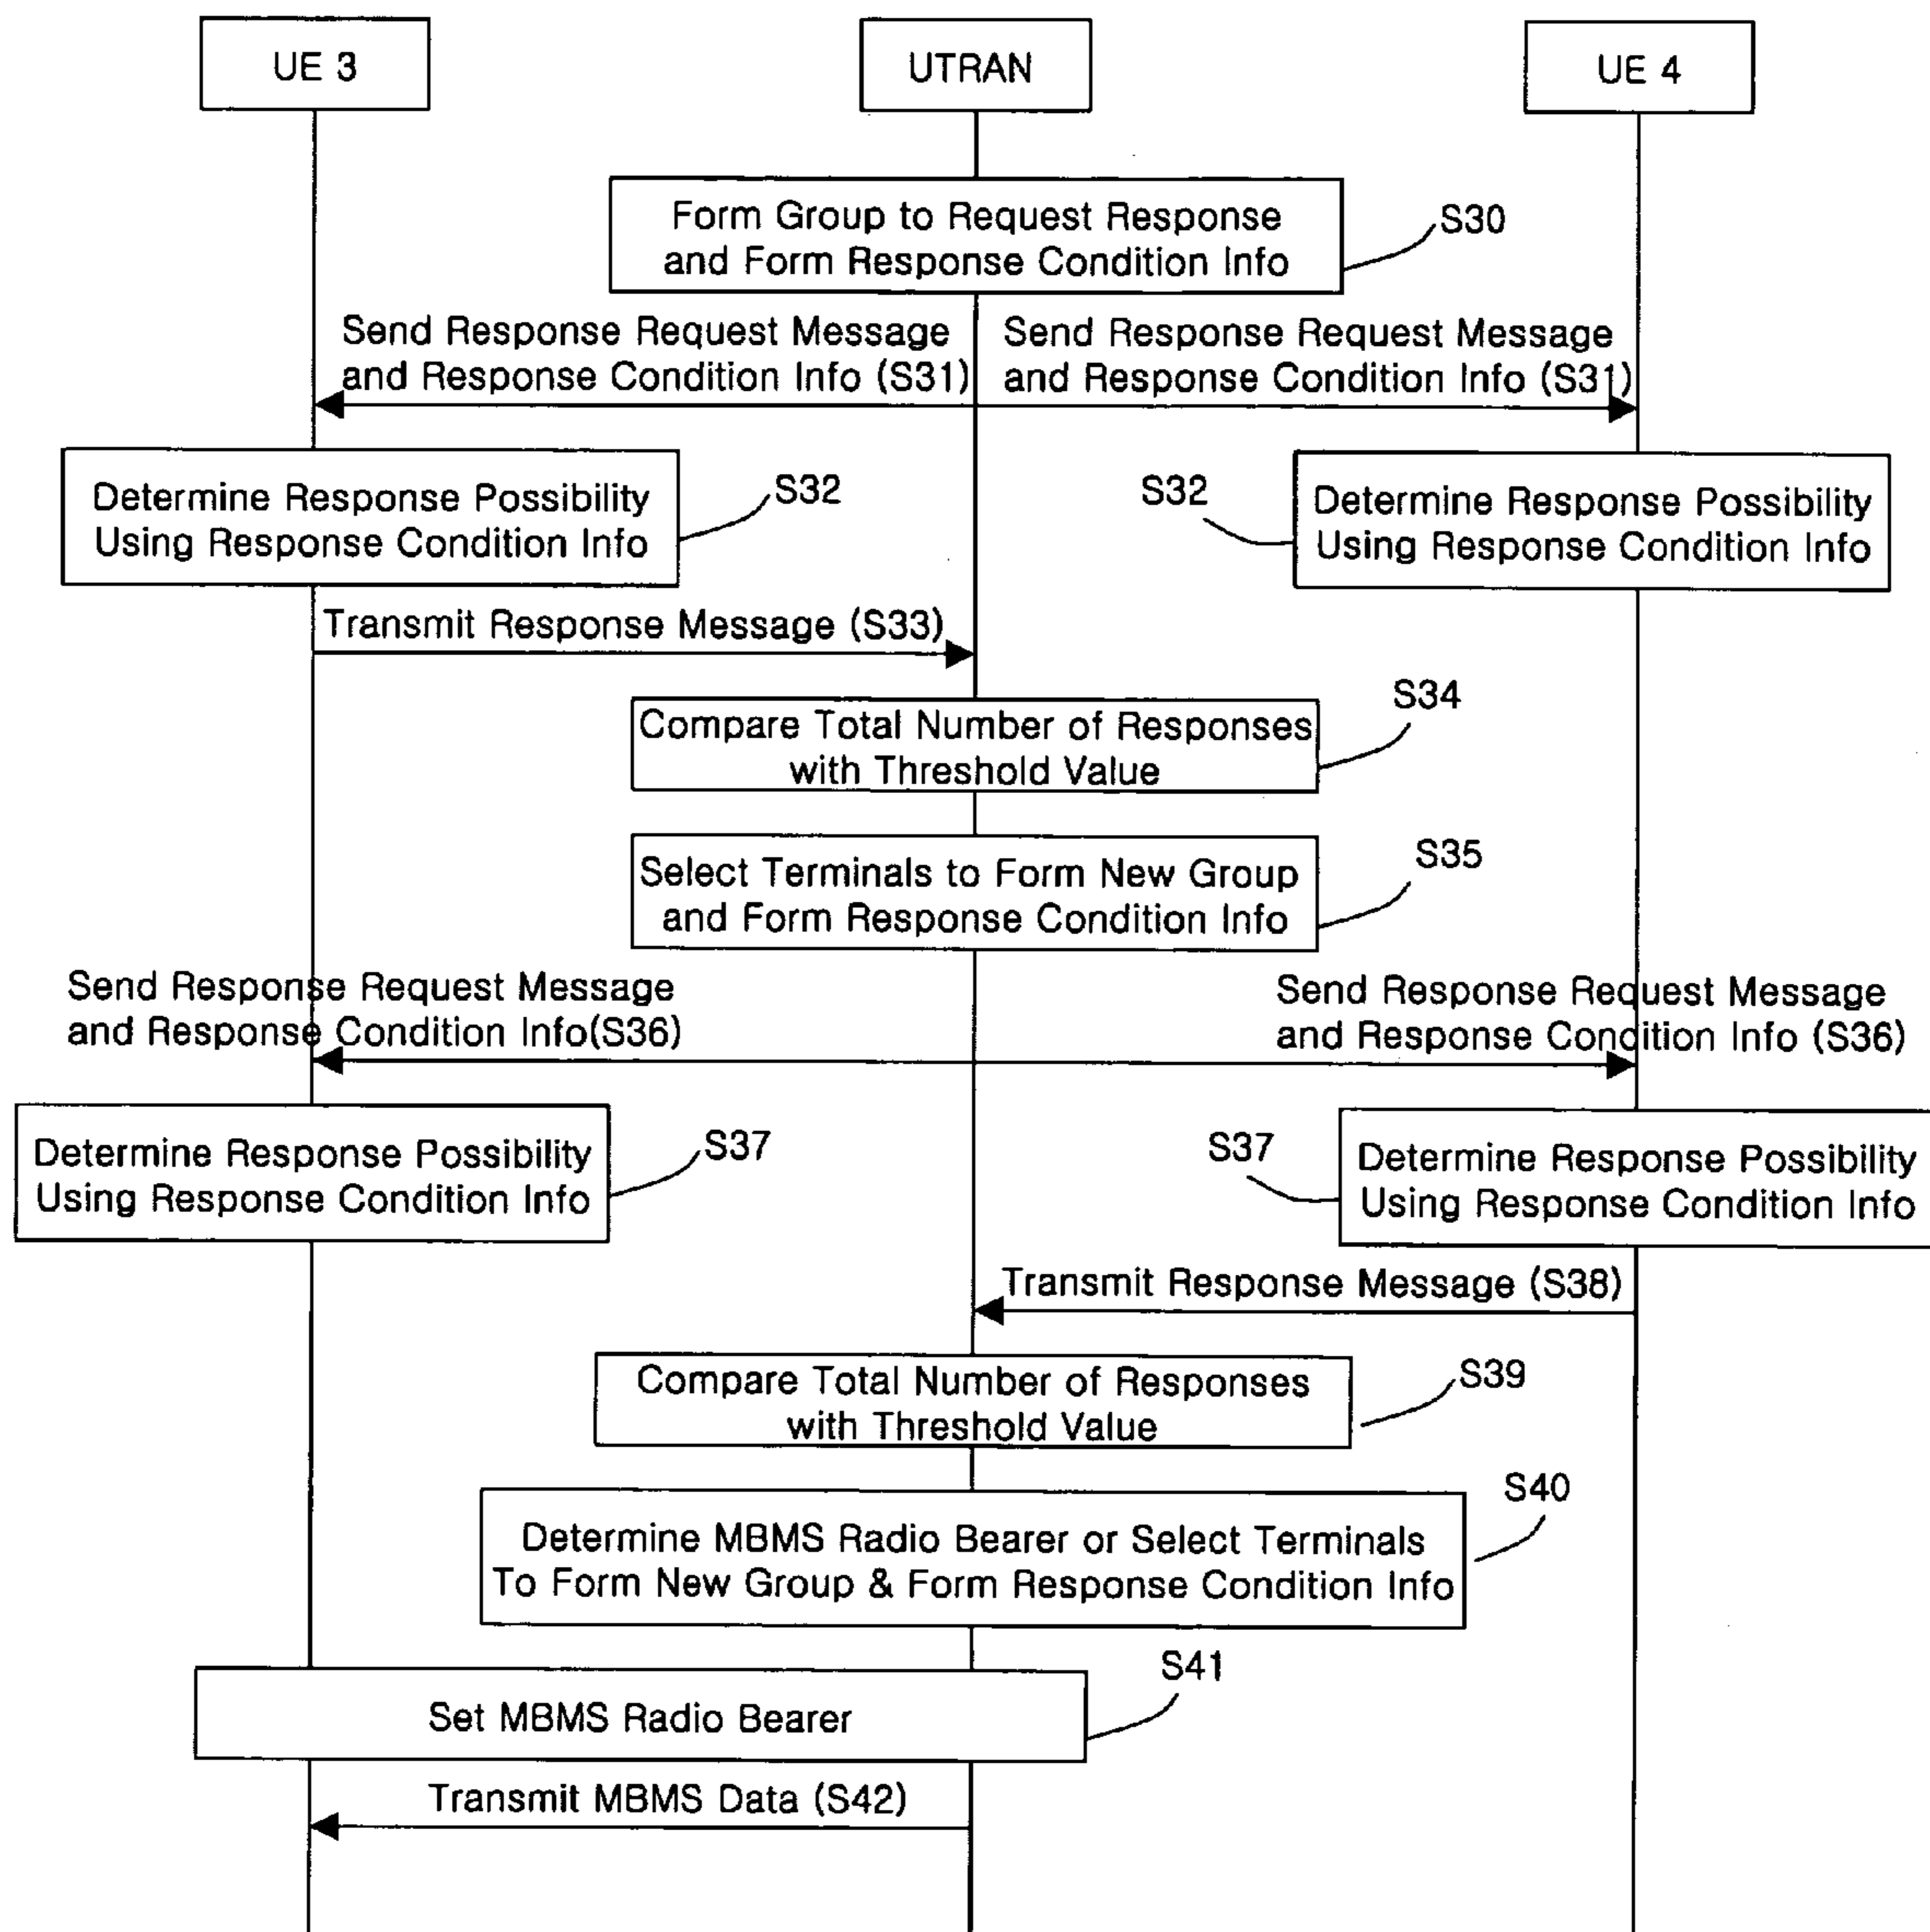 UE 3
UTRAN
UE 4
Form Group to Request Response
and Form Response Condition Info
S30
Send Response Request Message
and Response Condition Info (S31)
Send Response Request Message
and Response Condition Info (S31)
Determine Response Possibility
Using Response Condition Info
S32
S32
Determine Response Possibility
Using Response Condition Info
Transmit Response Message (S33)
Compare Total Number of Responses
with Threshold Value
S34
Select Terminals to Form New Group
and Form Response Condition Info
S35
Send Response Request Message
and Response Condition Info(S36)
Send Response Request Message
and Response Condition Info (S36)
Determine Response Possibility
Using Response Condition Info
S37
S37
Determine Response Possibility
Using Response Condition Info
Transmit Response Message (S38)
Compare Total Number of Responses
with Threshold Value
S39
Determine MBMS Radio Bearer or Select Terminals
To Form New Group & Form Response Condition Info
S40
Set MBMS Radio Bearer
S41
Transmit MBMS Data (S42)